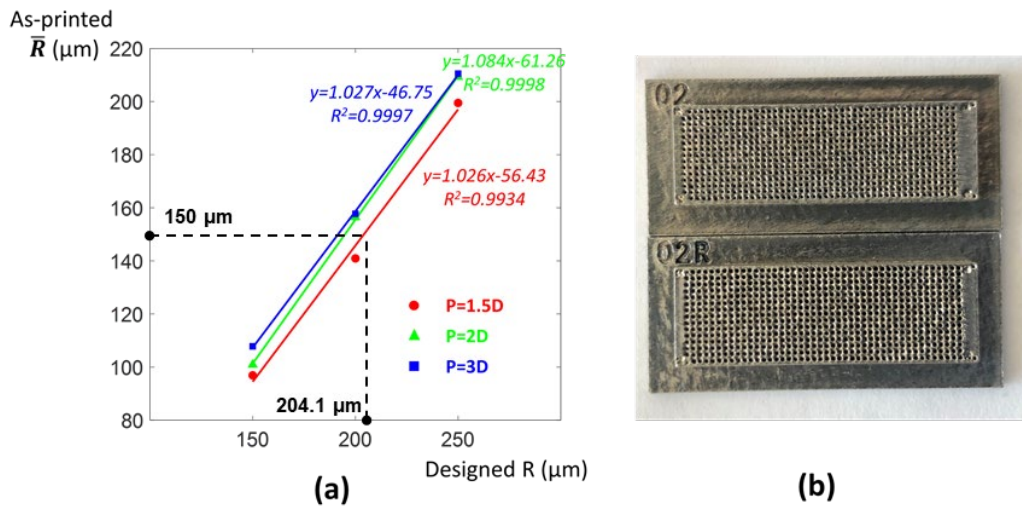 As-printed
R̅ (µm)
220
200
180
160
140
120
100
80
y=1.084x-61.26
R²=0.9998
y=1.027x-46.75
R²=0.9997
y=1.026x-56.43
R²=0.9934
150 µm
P=1.5D
P=2D
P=3D
204.1 µm
150
200
250
Designed R (µm)
(a)
02
02R
(b)